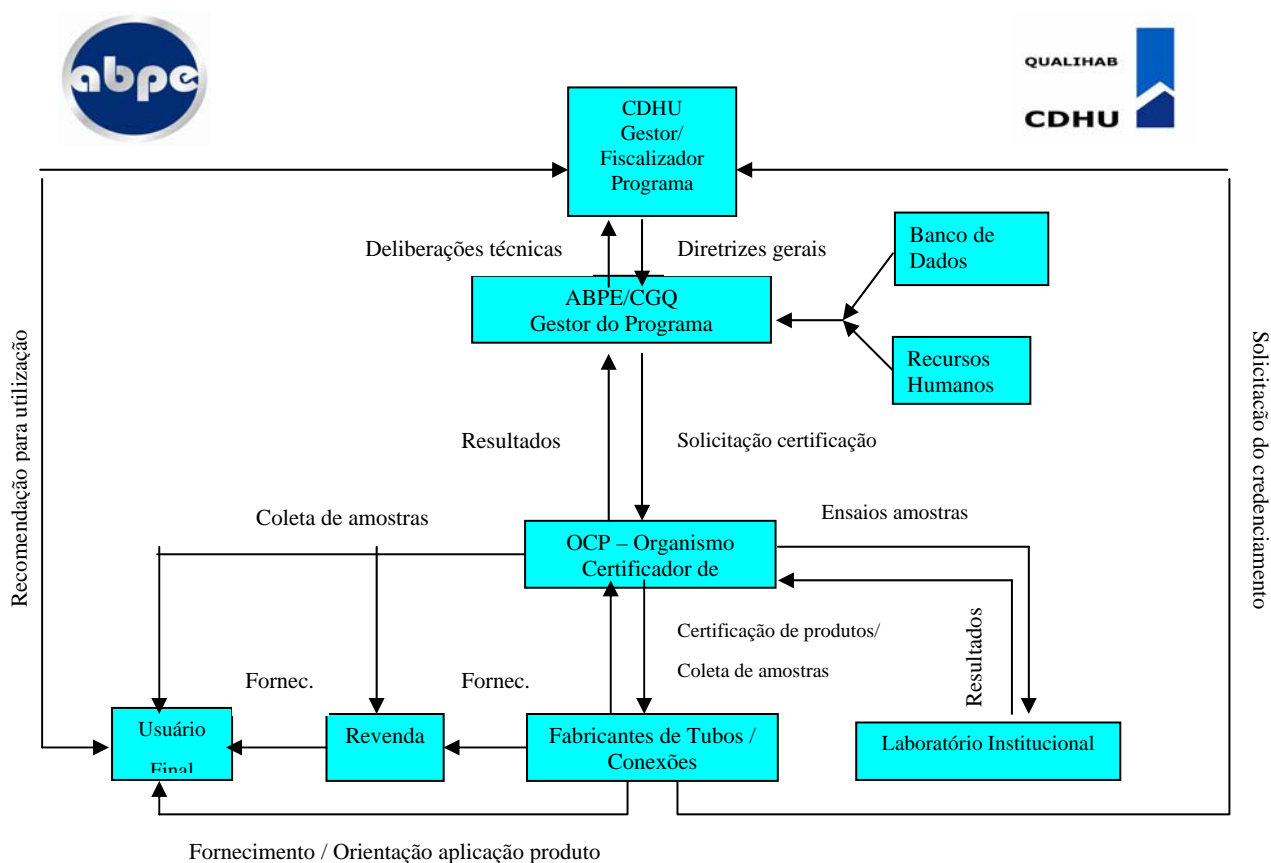 abpe
QUALIHAB
CDHU
CDHU
Gestor/
Fiscalizador
Programa
Deliberações técnicas
Diretrizes gerais
Banco de
Dados
ABPE/CGQ
Gestor do Programa
Recursos
Humanos
Recomendação para utilização
Solicitacão do credenciamento
Resultados
Solicitação certificação
Coleta de amostras
Ensaios amostras
OCP – Organismo
Certificador de
Certificação de produtos/
Coleta de amostras
Resultados
Fornec.
Fornec.
Usuário
Final
Revenda
Fabricantes de Tubos /
Conexões
Laboratório Institucional
Fornecimento / Orientação aplicação produto